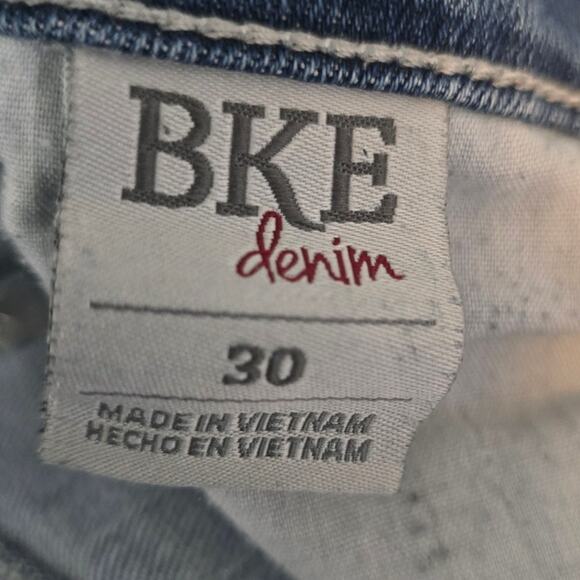 BKE
denim
30
MADE IN VIETNAM
HECHO EN VIETNAM